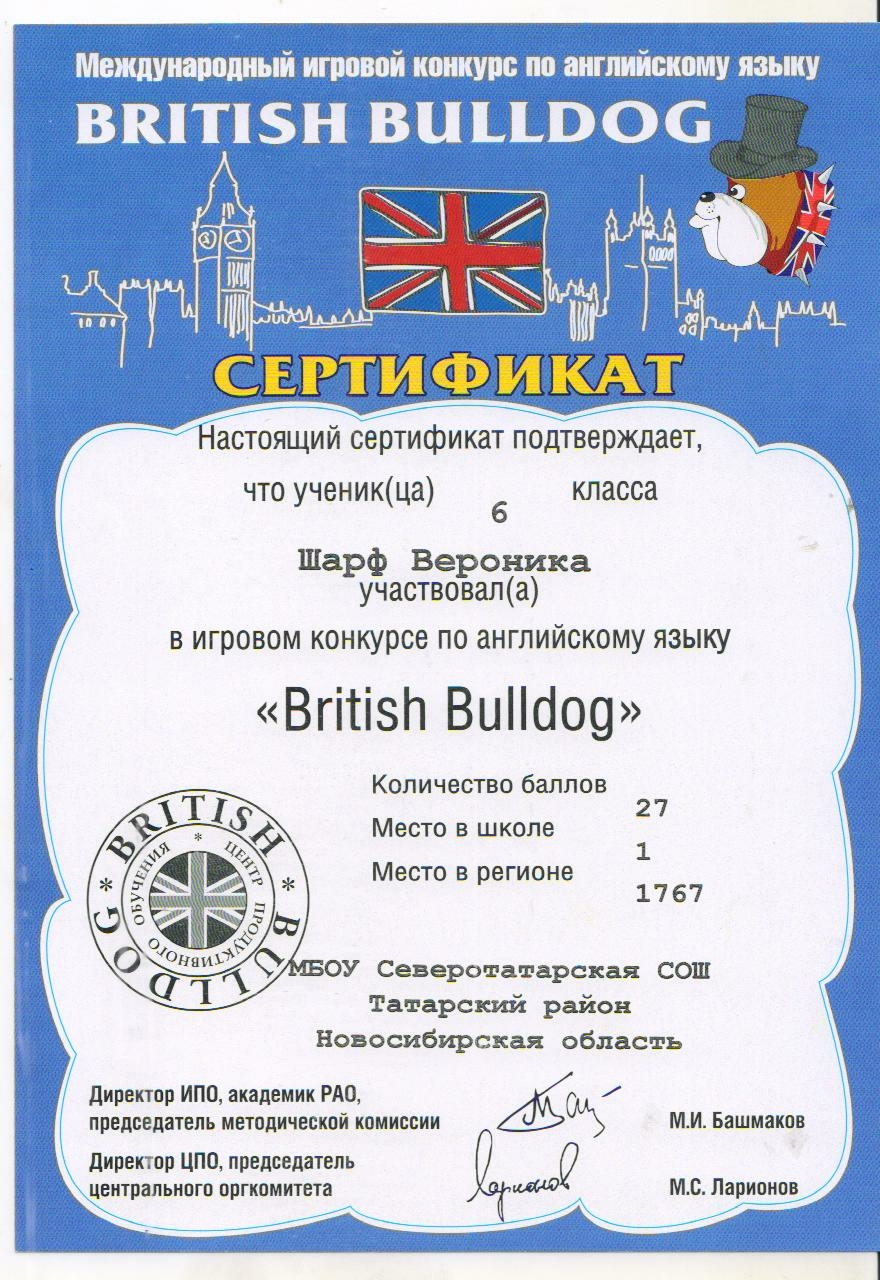 Международный игровой конкурс по английскому языку
BRITISH BULLDOG
СЕРТИФИКАТ
Настоящий сертификат подтверждает,
что ученик(ца) 6 класса
Шарф Вероника
участвовал(а)
в игровом конкурсе по английскому языку
«British Bulldog»
Количество баллов 27
Место в школе 1
Место в регионе 1767
* BRITISH * BULLDOG
* ЦЕНТР ПРОДУКТИВНОГО ОБУЧЕНИЯ
МБОУ Северотатарская СОШ
Татарский район
Новосибирская область
Директор ИПО, академик РАО,
председатель методической комиссии
М.И. Башмаков
Директор ЦПО, председатель
центрального оргкомитета
Ларионов
М.С. Ларионов